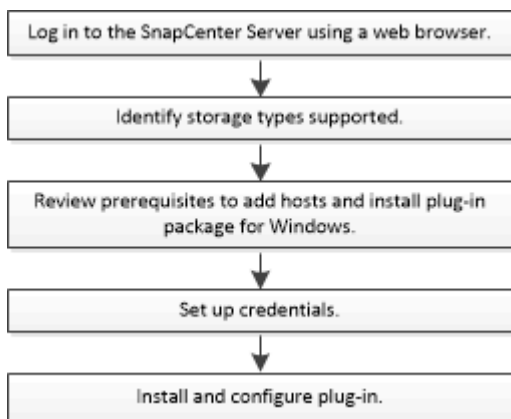 Log in to the SnapCenter Server using a web browser.
Identify storage types supported.
Review prerequisites to add hosts and install plug-in
package for Windows.
Set up credentials.
Install and configure plug-in.